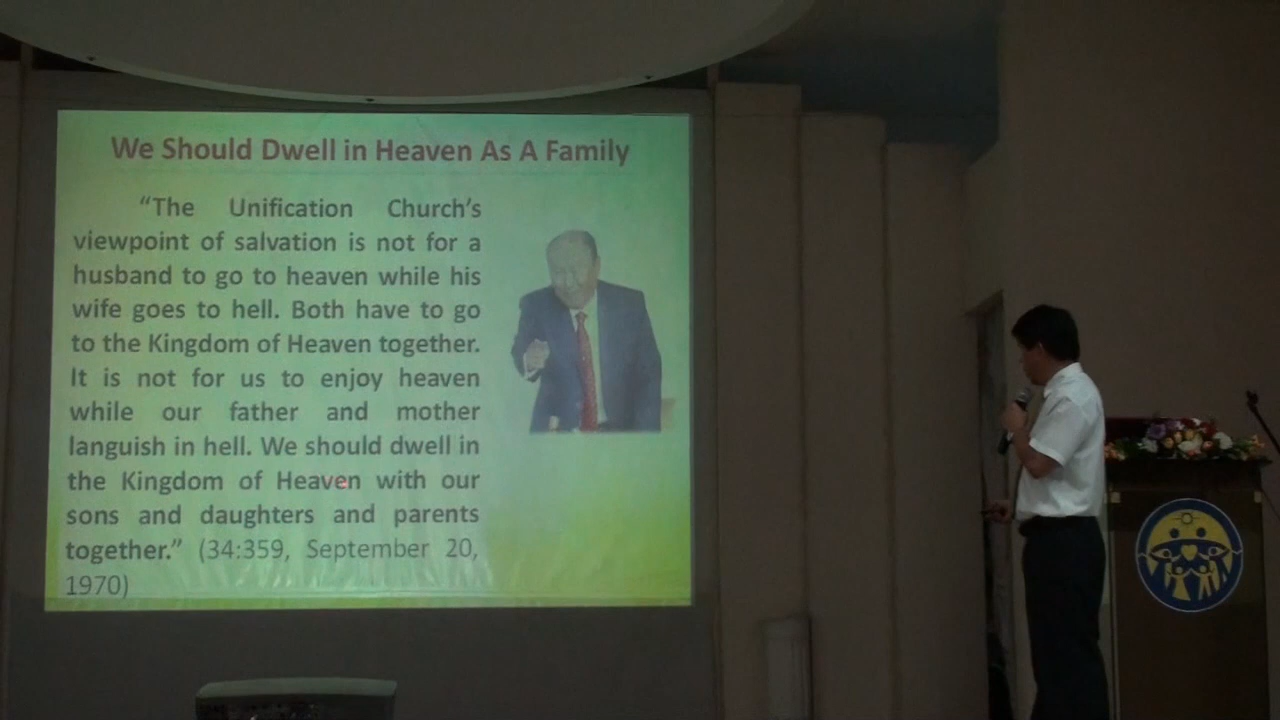 We Should Dwell in Heaven As A Family
“The Unification Church’s
viewpoint of salvation is not for a
husband to go to heaven while his
wife goes to hell. Both have to go
to the Kingdom of Heaven together.
It is not for us to enjoy heaven
while our father and mother
languish in hell. We should dwell in
the Kingdom of Heaven with our
sons and daughters and parents
together.” (34:359, September 20,
1970)